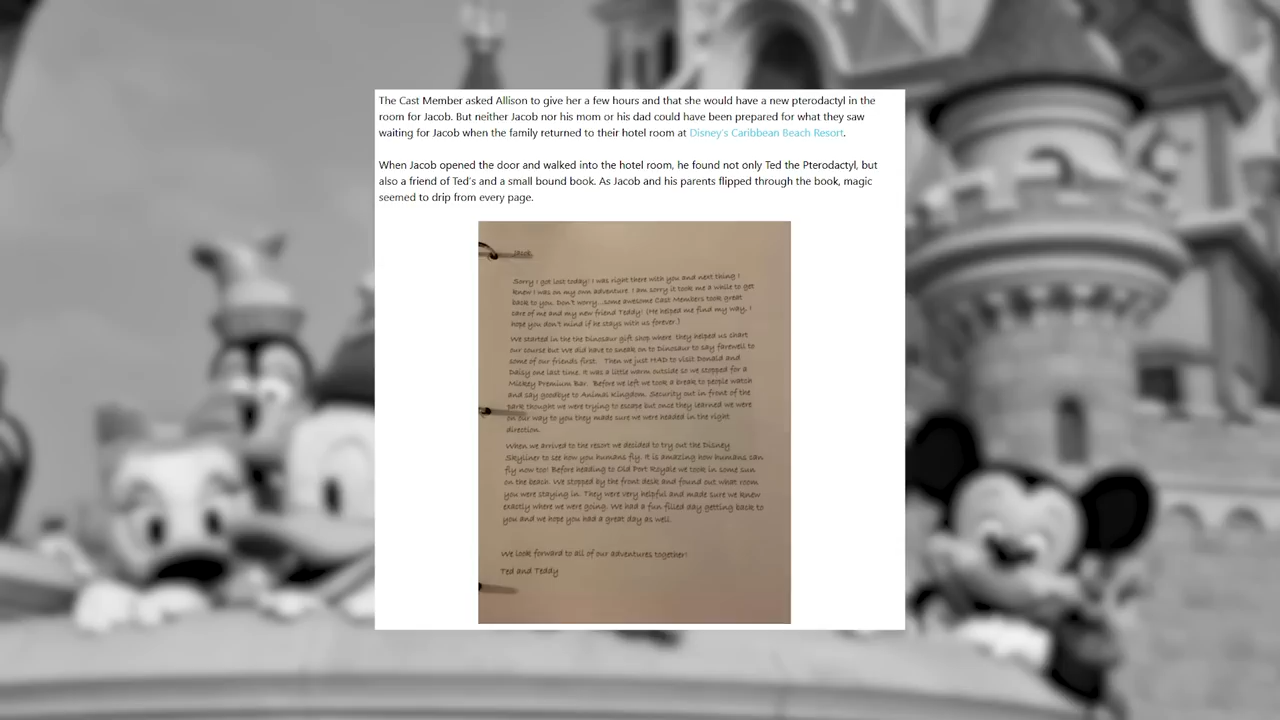 The Cast Member asked Allison to give her a few hours and that she would have a new pterodactyl in the
room for Jacob. But neither Jacob nor his mom or his dad could have been prepared for what they saw
waiting for Jacob when the family returned to their hotel room at Disney's Caribbean Beach Resort.
When Jacob opened the door and walked into the hotel room, he found not only Ted the Pterodactyl, but
also a friend of Ted's and a small bound book. As Jacob and his parents flipped through the book, magic
seemed to drip from every page.
Jacob,
Sorry I got lost today! I was right there with you and next thing I
knew I was on my own adventure. I am sorry it took me a while to get
back to you. Don't worry...some awesome Cast Members took great
care of me and my new friend Teddy! (He helped me find my way, I
hope you don't mind if he stays with us forever.)
We started in the the Dinosaur gift shop where they helped us chart
our course but We did have to sneak on to Dinosaur to say farewell to
some of our friends first. Then we just HAD to visit Donald and
Daisy one last time. It was a little warm outside so we stopped for a
Mickey Premium Bar. Before we left we took a break to people watch
and say goodbye to Animal Kingdom. Security out in front of the
park thought we were trying to escape but once they learned we were
on our way to you they made sure we were headed in the right
direction.
When we arrived to the resort we decided to try out the Disney
Skyliner to see how you humans fly. It is amazing how humans can
fly now too! Before heading to Old Port Royale we took in some sun
on the beach. We stopped by the front desk and found out what room
you were staying in. They were very helpful and made sure we knew
exactly where we were going. We had a fun filled day getting back to
you and we hope you had a great day as well.
We look forward to all of our adventures together!
Ted and Teddy